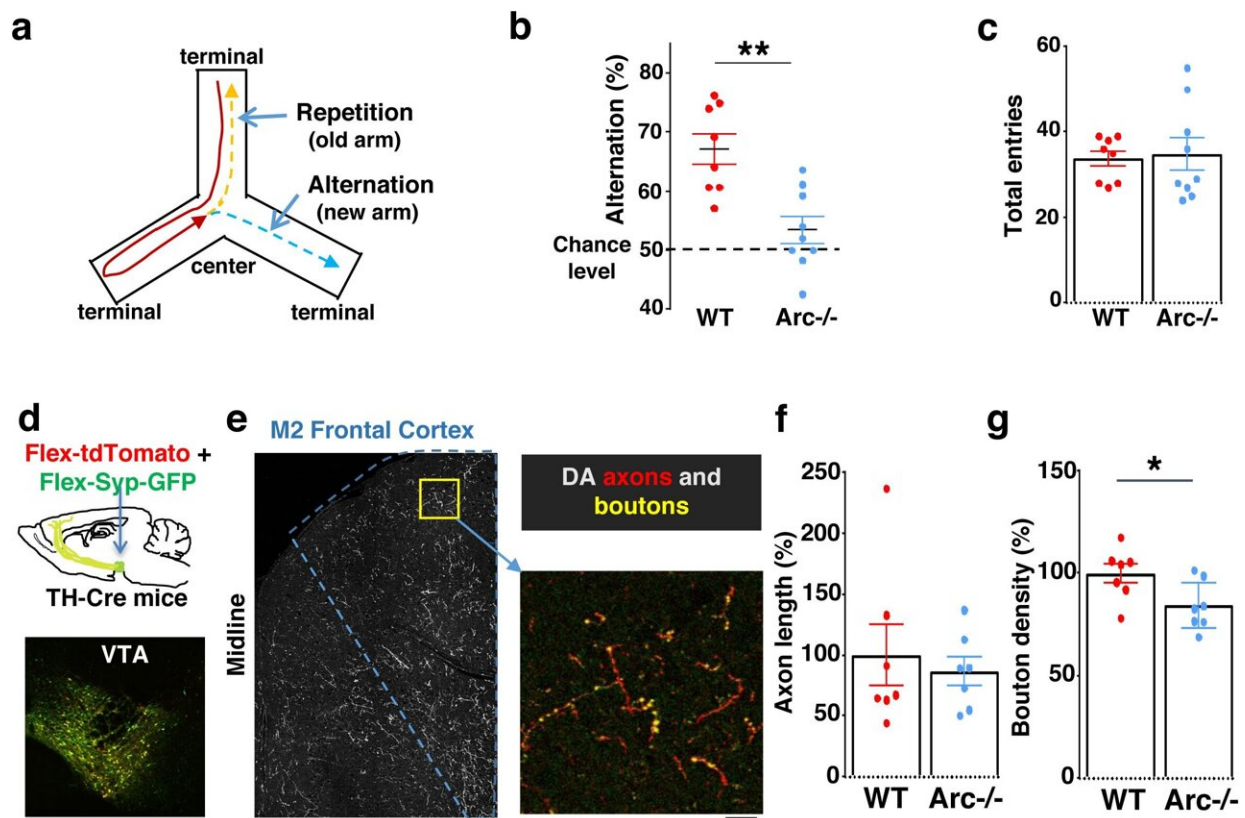 a
terminal
Repetition
(old arm)
Alternation
(new arm)
center
terminal
terminal
b
**
Alternation (%)
80
70
60
50
40
Chance
level
WT
Arc-/-
c
Total entries
60
40
20
0
WT
Arc-/-
d
Flex-tdTomato +
Flex-Syp-GFP
TH-Cre mice
VTA
e
M2 Frontal Cortex
Midline
DA axons and
boutons
f
Axon length (%)
250
200
150
100
50
0
WT
Arc-/-
g
*
Bouton density (%)
150
100
50
0
WT
Arc-/-